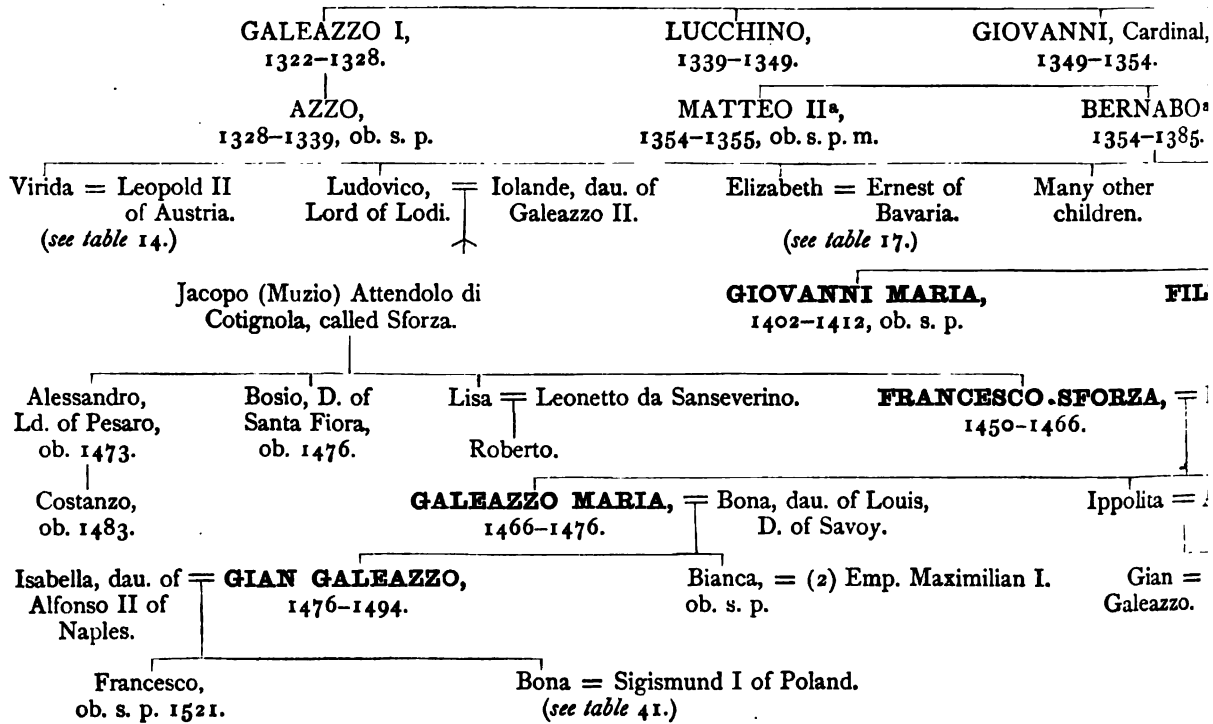 GALEAZZO I, LUCCHINO, GIOVANNI, Cardinal,
1322–1328. 1339–1349. 1349–1354.
AZZO, MATTEO IIᵃ, BERNABOᵃ
1328–1339, ob. s. p. 1354–1355, ob. s. p. m. 1354–1385.
Virida = Leopold II Ludovico, = Iolande, dau. of Elizabeth = Ernest of Many other
of Austria. Lord of Lodi. Galeazzo II. Bavaria. children.
(see table 14.) (see table 17.)
Jacopo (Muzio) Attendolo di GIOVANNI MARIA, FIL
Cotignola, called Sforza. 1402–1412, ob. s. p.
Alessandro, Bosio, D. of Lisa = Leonetto da Sanseverino. FRANCESCO SFORZA, =
Ld. of Pesaro, Santa Fiora, 1450–1466.
ob. 1473. ob. 1476. Roberto.
Costanzo, GALEAZZO MARIA, = Bona, dau. of Louis, Ippolita = A
ob. 1483. 1466–1476. D. of Savoy.
Isabella, dau. of = GIAN GALEAZZO, Bianca, = (2) Emp. Maximilian I. Gian =
Alfonso II of 1476–1494. ob. s. p. Galeazzo.
Naples.
Francesco, Bona = Sigismund I of Poland.
ob. s. p. 1521. (see table 41.)